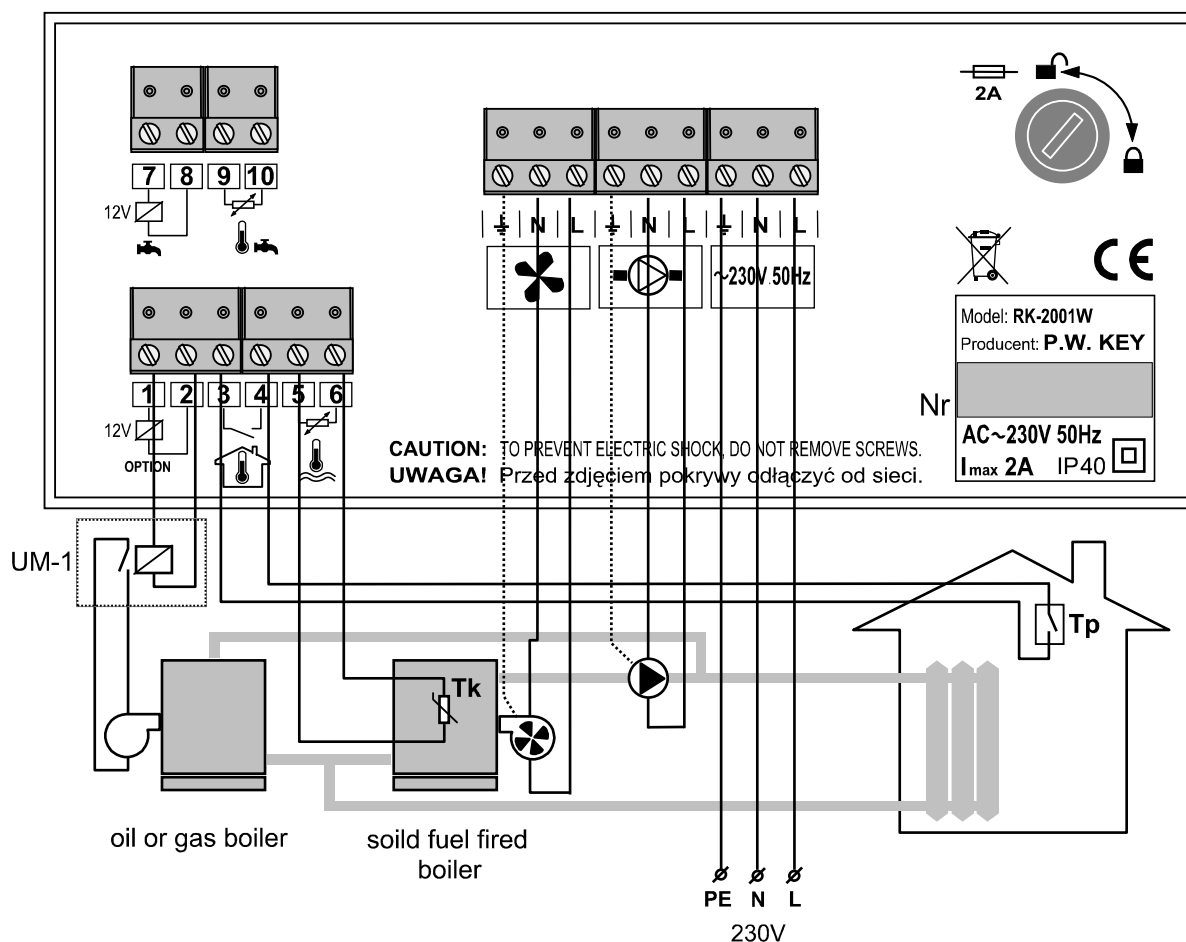 2A
7 8 9 10
12V
N L N L N L
~230V 50Hz
Model: RK-2001W
Producent: P.W. KEY
Nr
AC~230V 50Hz
Imax 2A IP40
1 2 3 4 5 6
12V
OPTION
CAUTION: TO PREVENT ELECTRIC SHOCK, DO NOT REMOVE SCREWS.
UWAGA! Przed zdjęciem pokrywy odłączyć od sieci.
CE
UM-1
Tp
Tk
oil or gas boiler
soild fuel fired
boiler
PE N L
230V